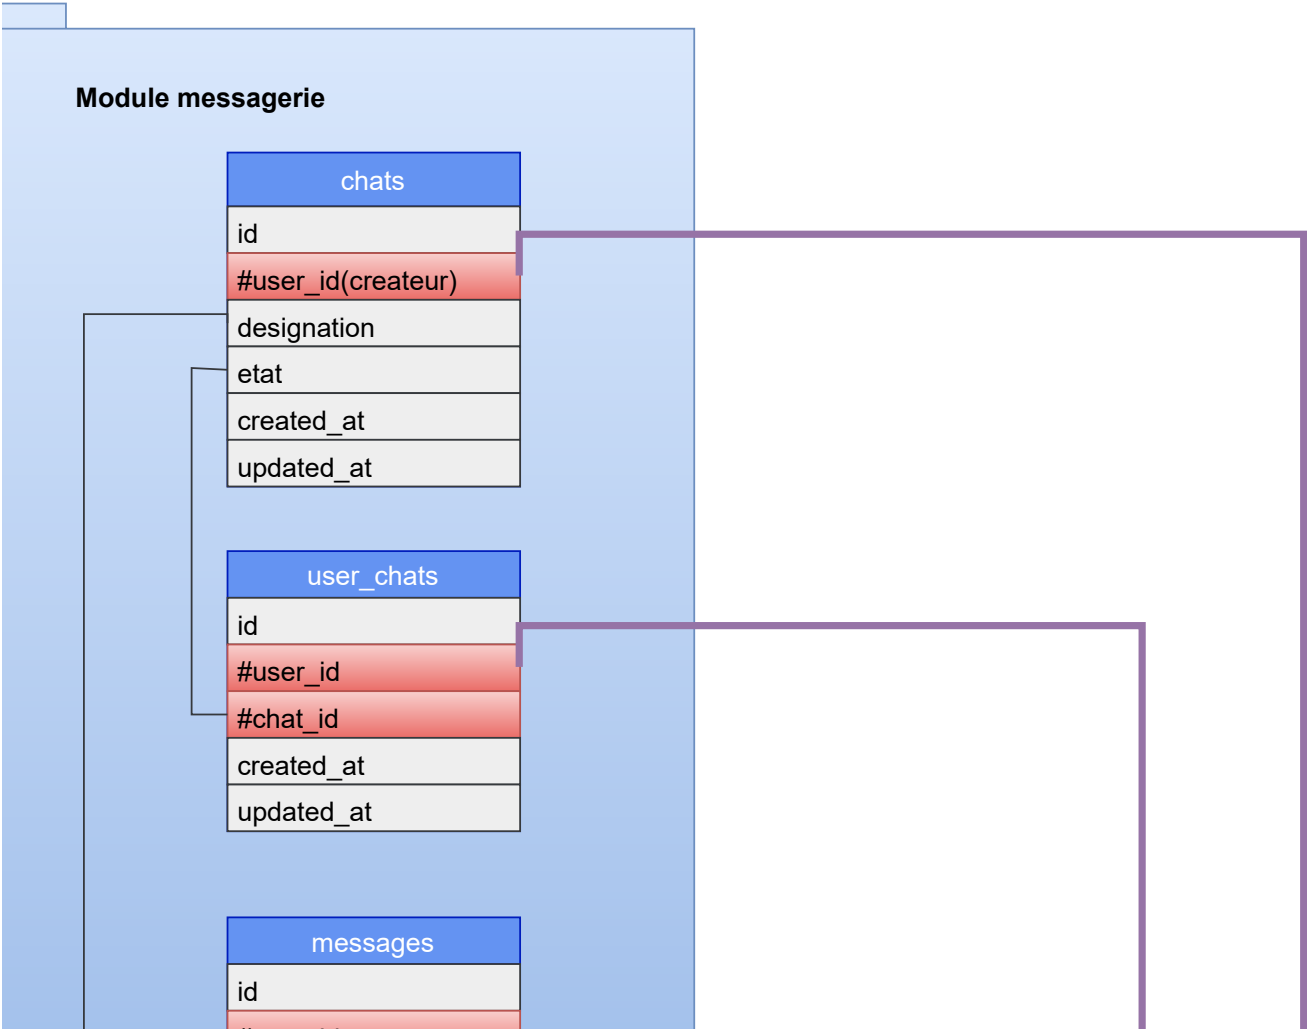 Module messagerie
chats
id
#user_id(createur)
designation
etat
created_at
updated_at
user_chats
id
#user_id
#chat_id
created_at
updated_at
messages
id